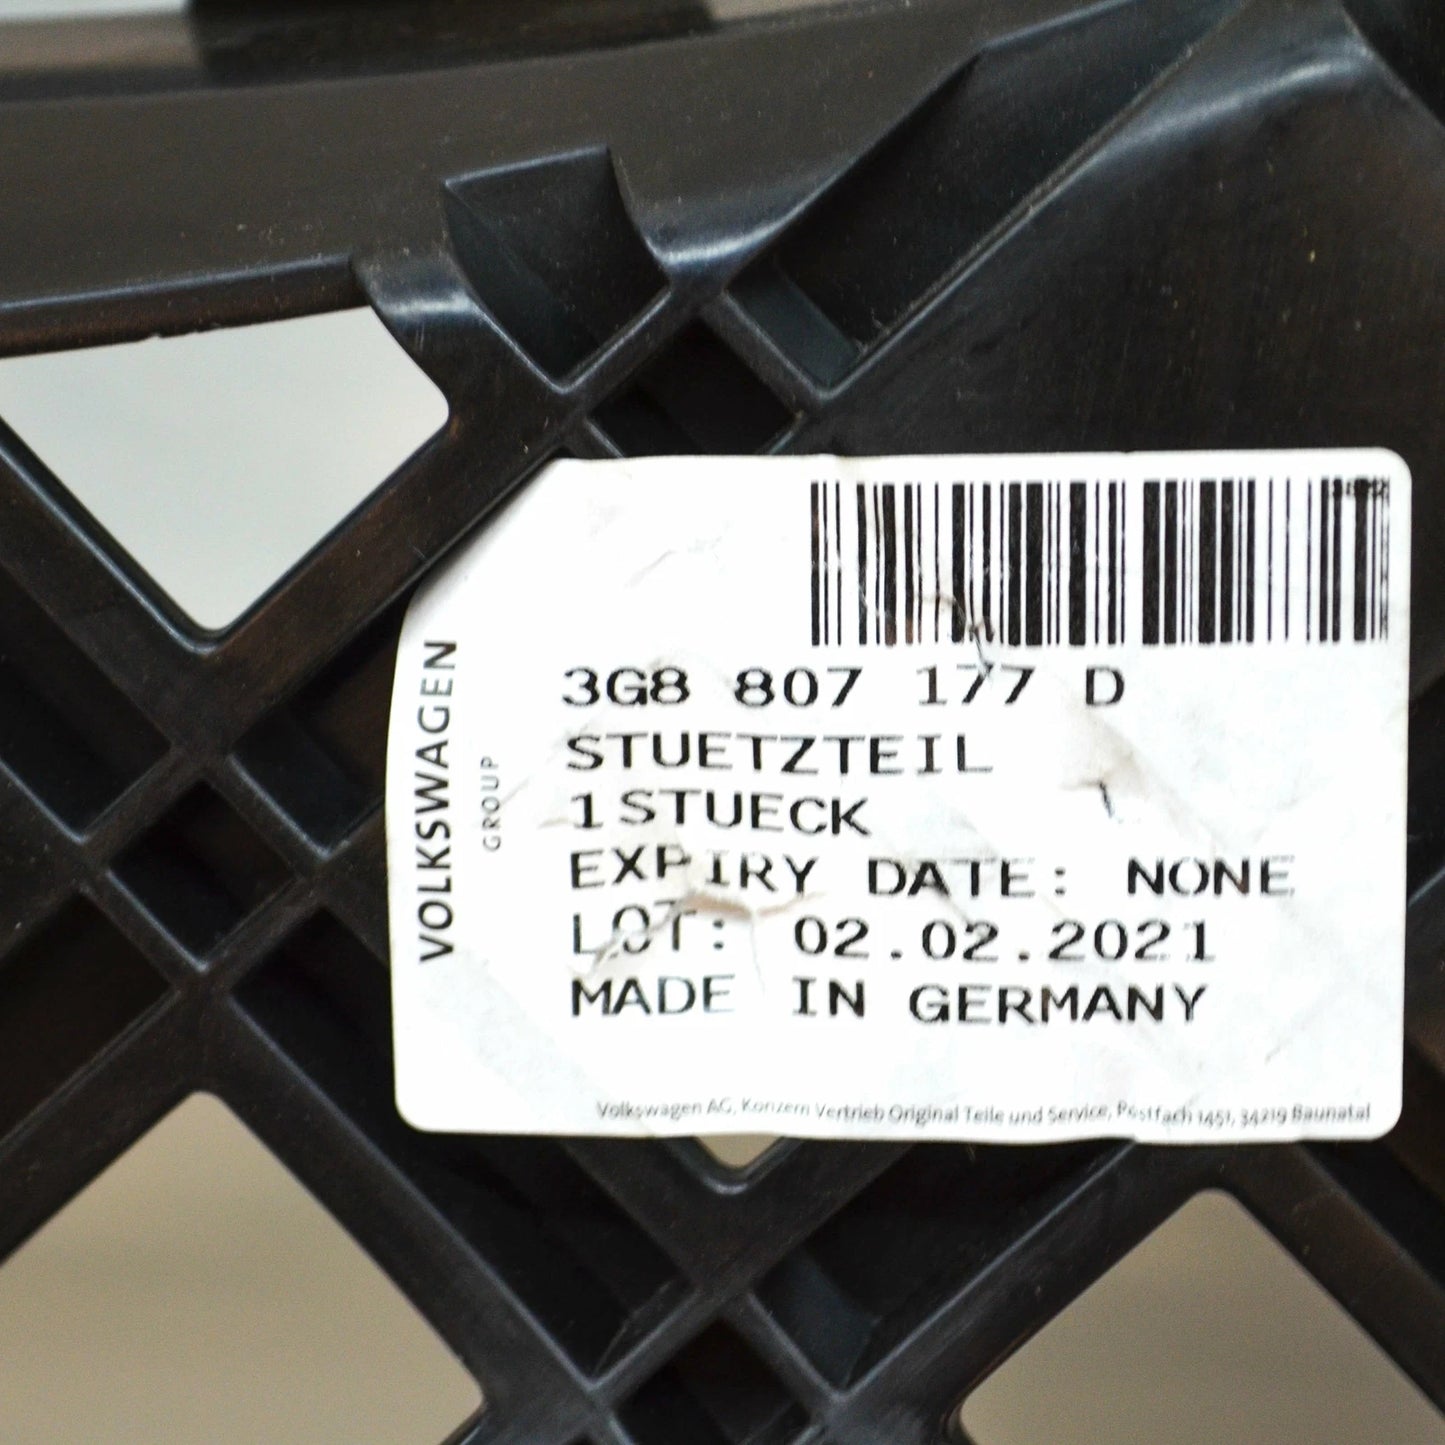 VOLKSWAGEN
GROUP
3G8 807 177 D
STUETZTEIL
1STUECK
EXPIRY DATE: NONE
LOT: 02.02.2021
MADE IN GERMANY
Volkswagen AG, Konzern Vertrieb Original Teile und Service, Postfach 1451, 34219 Baunatal